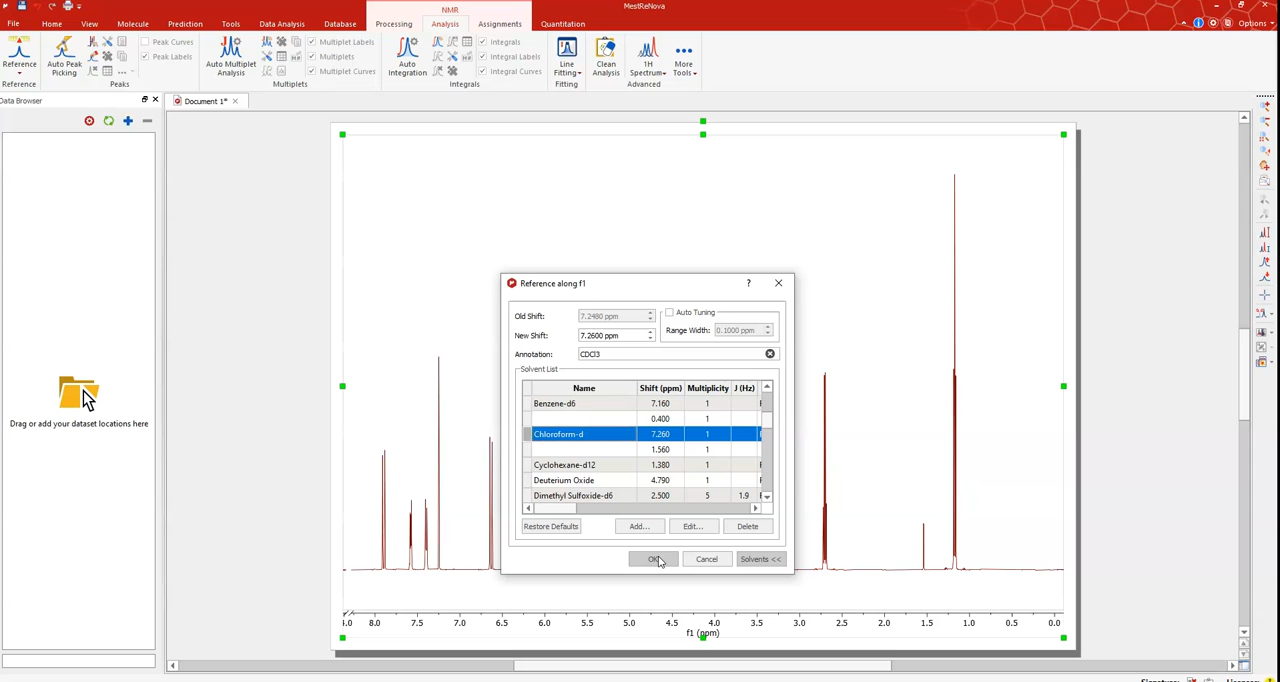 MestReNova
NMR
File Home View Molecule Prediction Tools Data Analysis Database Processing Analysis Assignments Quantitation Options
Reference
Auto Peak Picking
Peak Curves
Peak Labels
Auto Multiplet Analysis
Multiplet Labels
Multiplets
Multiplet Curves
Auto Integration
Integrals
Integral Labels
Integral Curves
Line Fitting
Clean Analysis
1H Spectrum
More Tools
Reference Peaks Multiplets Integrals Fitting Advanced
Data Browser
Document 1*
Drag or add your dataset locations here
Reference along f1 ?
Old Shift: 7.2480 ppm
Auto Tuning
New Shift: 7.2600 ppm
Range Width: 0.1000 ppm
Annotation: CDCl3
Solvent List
Name Shift (ppm) Multiplicity J (Hz)
Benzene-d6 7.160 1
0.400 1
Chloroform-d 7.260 1
1.560 1
Cyclohexane-d12 1.380 1
Deuterium Oxide 4.790 1
Dimethyl Sulfoxide-d6 2.500 5 1.9
Restore Defaults Add... Edit... Delete
OK Cancel Solvents <<
8.0 7.5 7.0 6.5 6.0 5.5 5.0 4.5 4.0 3.5 3.0 2.5 2.0 1.5 1.0 0.5 0.0
f1 (ppm)